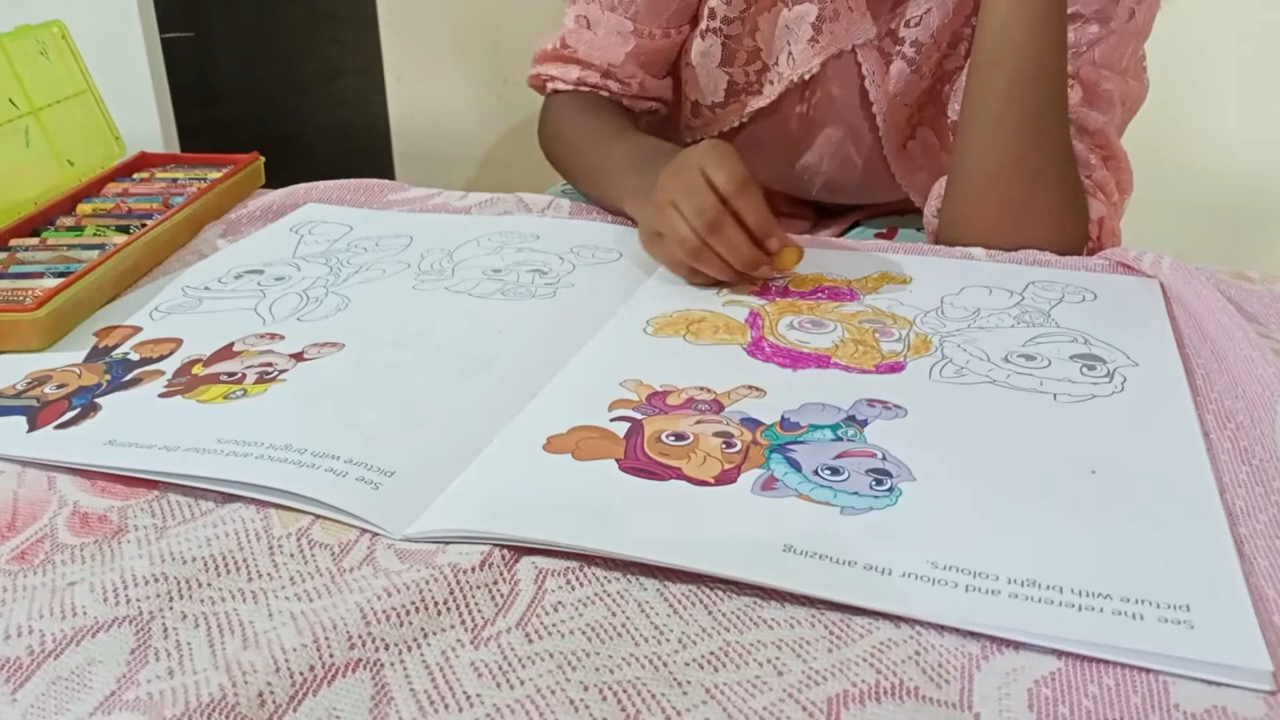 See the reference and colour the amazing
picture with bright colours.
See the reference and colour the amazing
picture with bright colours.
PASTELS